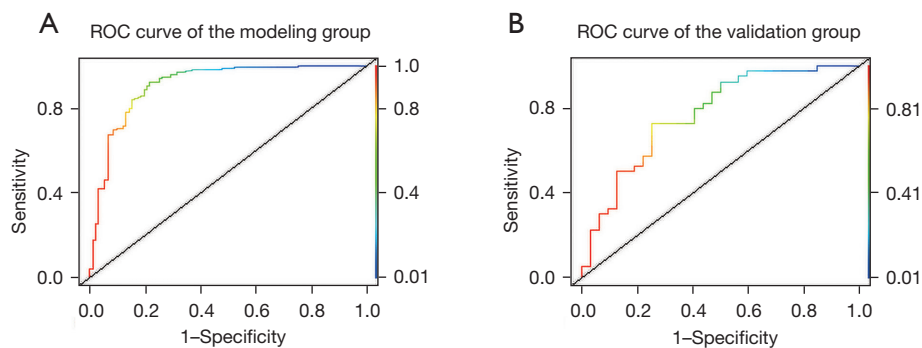 A
ROC curve of the modeling group
Sensitivity
0.8
0.4
0.0
1.0
0.8
0.4
0.01
0.0 0.2 0.4 0.6 0.8 1.0
1–Specificity
B
ROC curve of the validation group
Sensitivity
0.8
0.4
0.0
0.81
0.41
0.01
0.0 0.2 0.4 0.6 0.8 1.0
1–Specificity